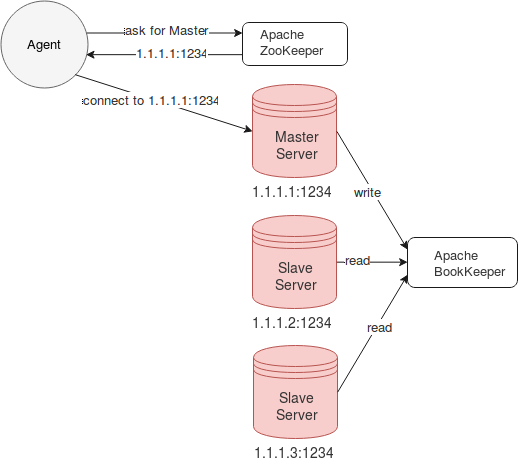 Agent
ask for Master
1.1.1.1:1234
Apache
ZooKeeper
connect to 1.1.1.1:1234
Master
Server
1.1.1.1:1234
write
Slave
Server
1.1.1.2:1234
read
Apache
BookKeeper
read
Slave
Server
1.1.1.3:1234